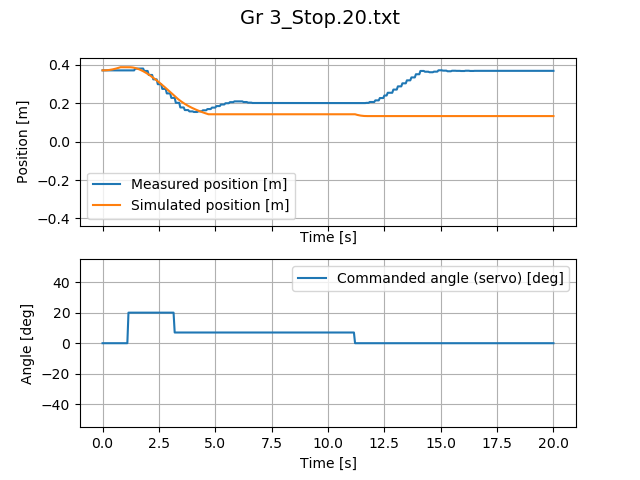 Gr 3_Stop.20.txt
0.4
0.2
0.0
−0.2
−0.4
Position [m]
Measured position [m]
Simulated position [m]
Time [s]
40
20
0
−20
−40
Angle [deg]
Commanded angle (servo) [deg]
0.0 2.5 5.0 7.5 10.0 12.5 15.0 17.5 20.0
Time [s]